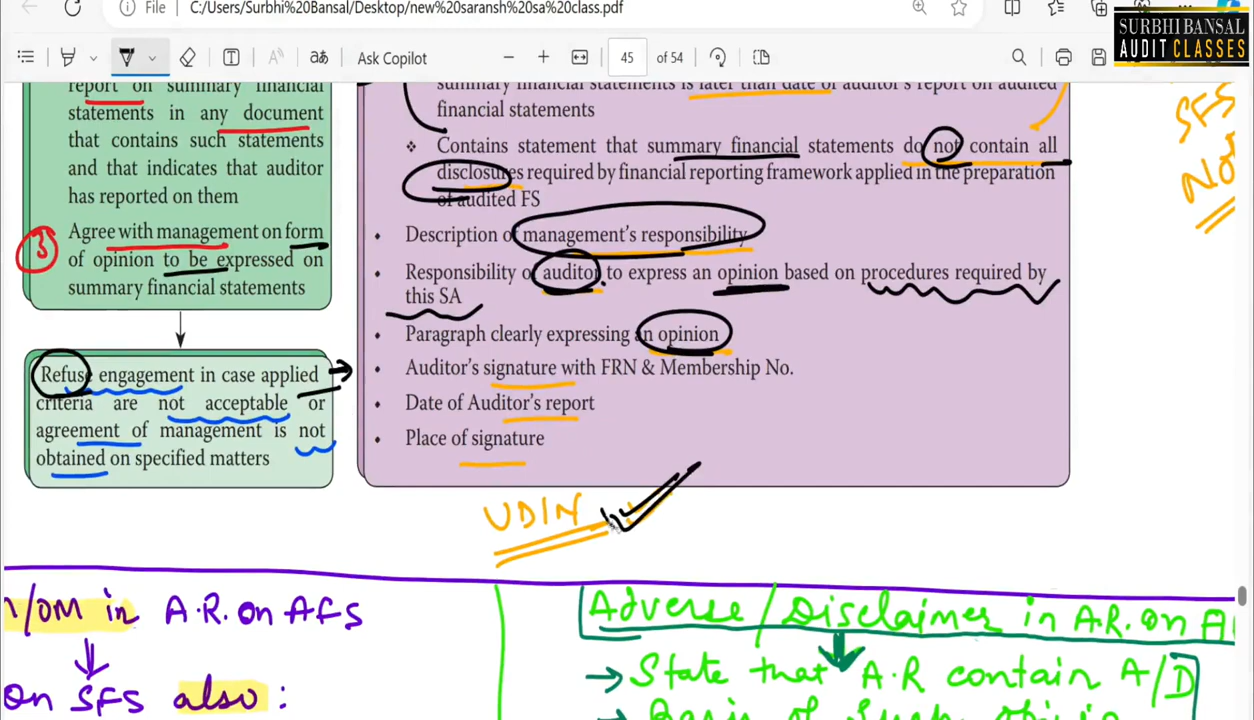 File
C:/Users/Surbhi%20Bansal/Desktop/new%20saransh%20sa%20class.pdf
SURBHI BANSAL
AUDIT CLASSES
Ask Copilot
45
of 54
report on summary financial
statements in any document
that contains such statements
and that indicates that auditor
has reported on them
3
Agree with management on form
of opinion to be expressed on
summary financial statements
Refuse engagement in case applied
criteria are not acceptable or
agreement of management is not
obtained on specified matters
summary financial statements is later than date of auditor's report on audited
financial statements
❖ Contains statement that summary financial statements do not contain all
disclosures required by financial reporting framework applied in the preparation
of audited FS
• Description of management's responsibility
• Responsibility of auditor to express an opinion based on procedures required by
this SA
• Paragraph clearly expressing an opinion
• Auditor's signature with FRN & Membership No.
• Date of Auditor's report
• Place of signature
SFS
Not
UDIN
/OM in A.R. on AFS
on SFS also :
Adverse/Disclaimer in A.R. on A
→ State that A.R contain A/D
→ Basis of such opinio